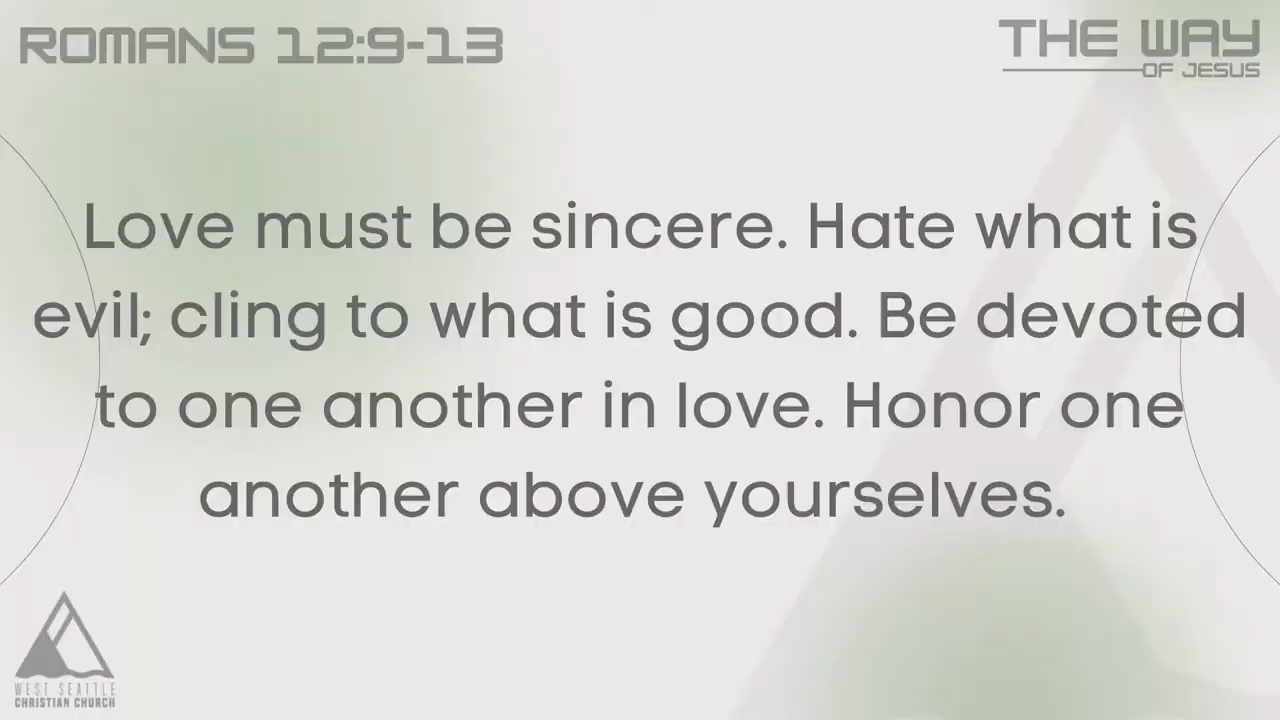 ROMANS 12:9-13
THE WAY
OF JESUS
Love must be sincere. Hate what is
evil; cling to what is good. Be devoted
to one another in love. Honor one
another above yourselves.
WEST SEATTLE
CHRISTIAN CHURCH